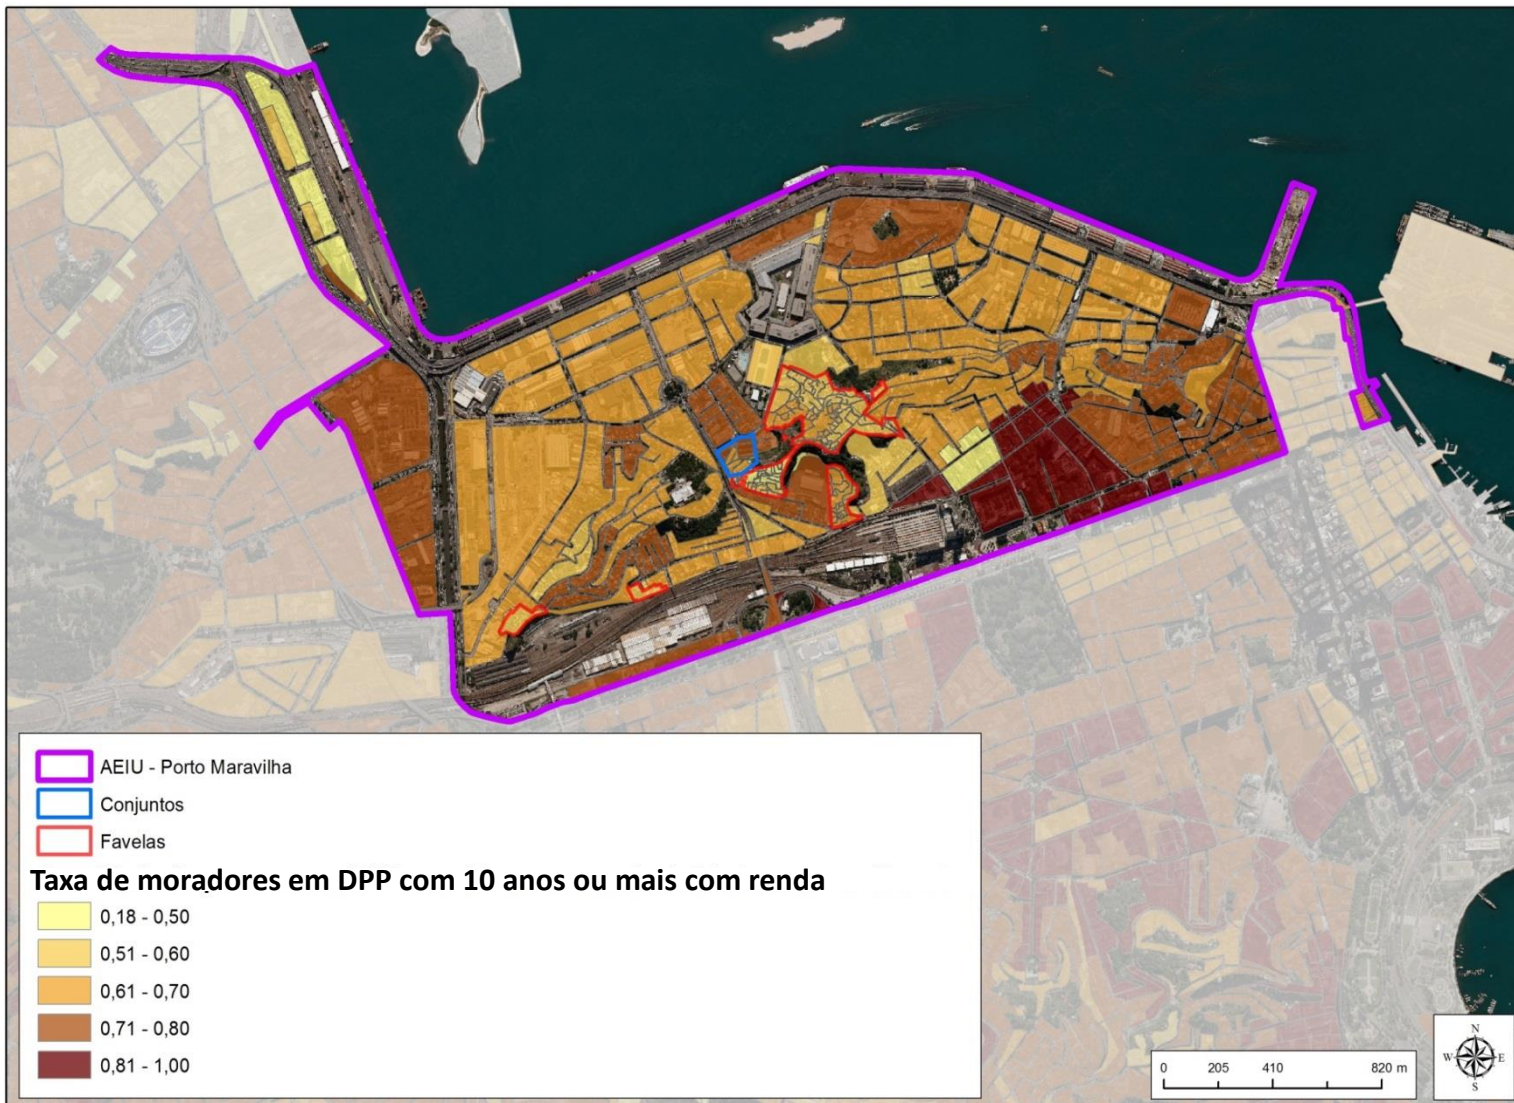 AEIU - Porto Maravilha
Conjuntos
Favelas
Taxa de moradores em DPP com 10 anos ou mais com renda
0,18 - 0,50
0,51 - 0,60
0,61 - 0,70
0,71 - 0,80
0,81 - 1,00
0 205 410 820 m
N
W E
S